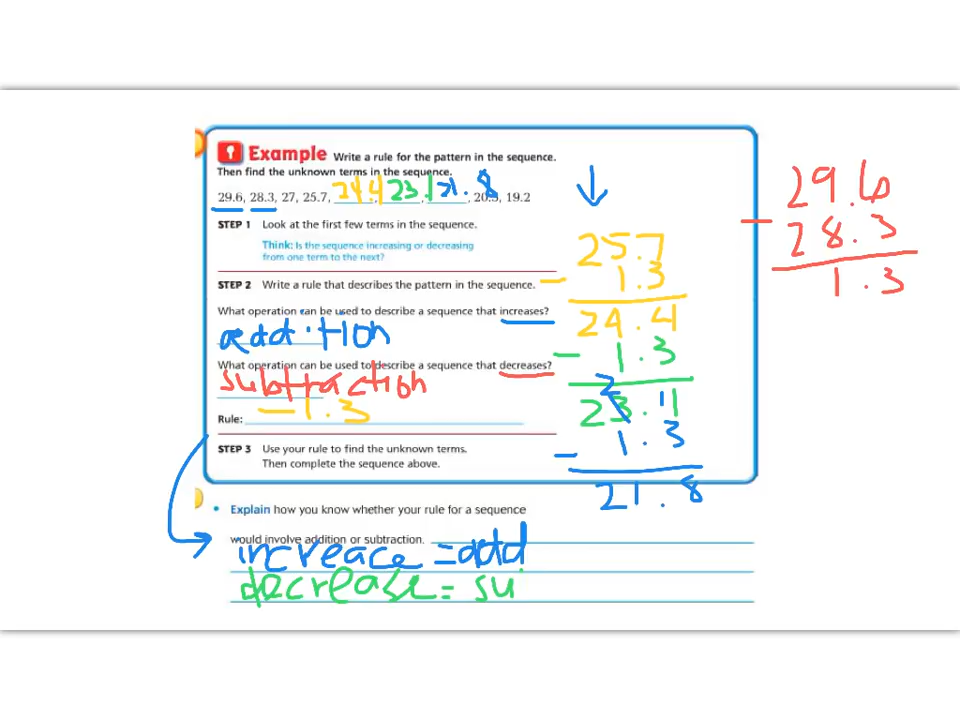 Example Write a rule for the pattern in the sequence.
Then find the unknown terms in the sequence.
29.6, 28.3, 27, 25.7, 24.4, 23.1, 21.8, 20.5, 19.2
STEP 1 Look at the first few terms in the sequence.
Think: Is the sequence increasing or decreasing
from one term to the next?
STEP 2 Write a rule that describes the pattern in the sequence.
What operation can be used to describe a sequence that increases?
addition
What operation can be used to describe a sequence that decreases?
subtraction
Rule: -1.3
STEP 3 Use your rule to find the unknown terms.
Then complete the sequence above.
• Explain how you know whether your rule for a sequence
would involve addition or subtraction.
increace = add
decrease = su
25.7
- 1.3
24.4
- 1.3
2 1
23.1
- 1.3
21.8
29.6
- 28.3
1.3